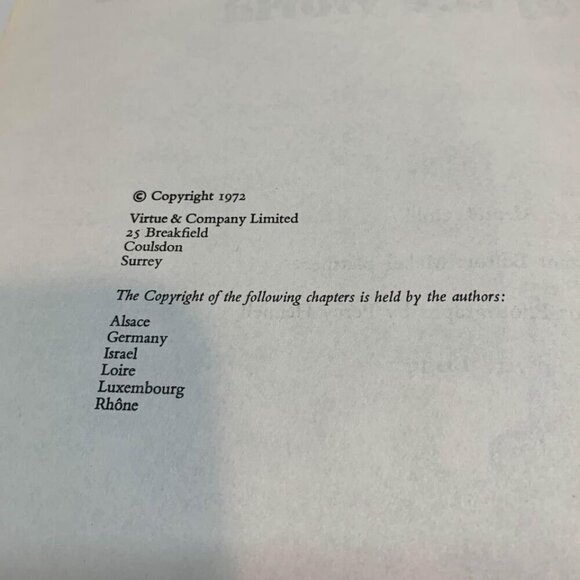 © Copyright 1972
Virtue & Company Limited
25 Breakfield
Coulsdon
Surrey
The Copyright of the following chapters is held by the authors:
Alsace
Germany
Israel
Loire
Luxembourg
Rhône